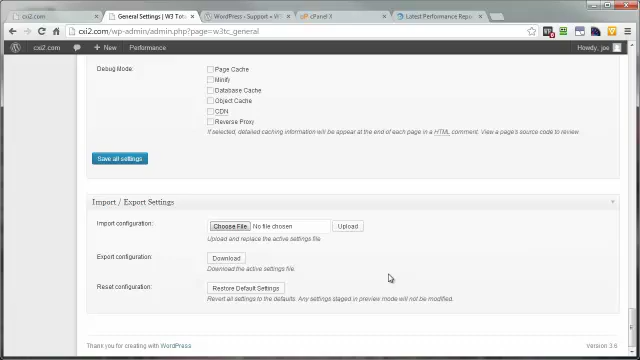 cxi2.com
General Settings | W3 Tota
WordPress › Support » W3
cPanel X
Latest Performance Repo
cxi2.com/wp-admin/admin.php?page=w3tc_general
+ New
Performance
Howdy, joe
Debug Mode:
Page Cache
Minify
Database Cache
Object Cache
CDN
Reverse Proxy
If selected, detailed caching information will be appear at the end of each page in a HTML comment. View a page's source code to review
Save all settings
Import / Export Settings
Import configuration:
Choose File No file chosen
Upload
Upload and replace the active settings file
Export configuration:
Download
Download the active settings file.
Reset configuration:
Restore Default Settings
Revert all settings to the defaults. Any settings staged in preview mode will not be modified.
Thank you for creating with WordPress
Version 3.6